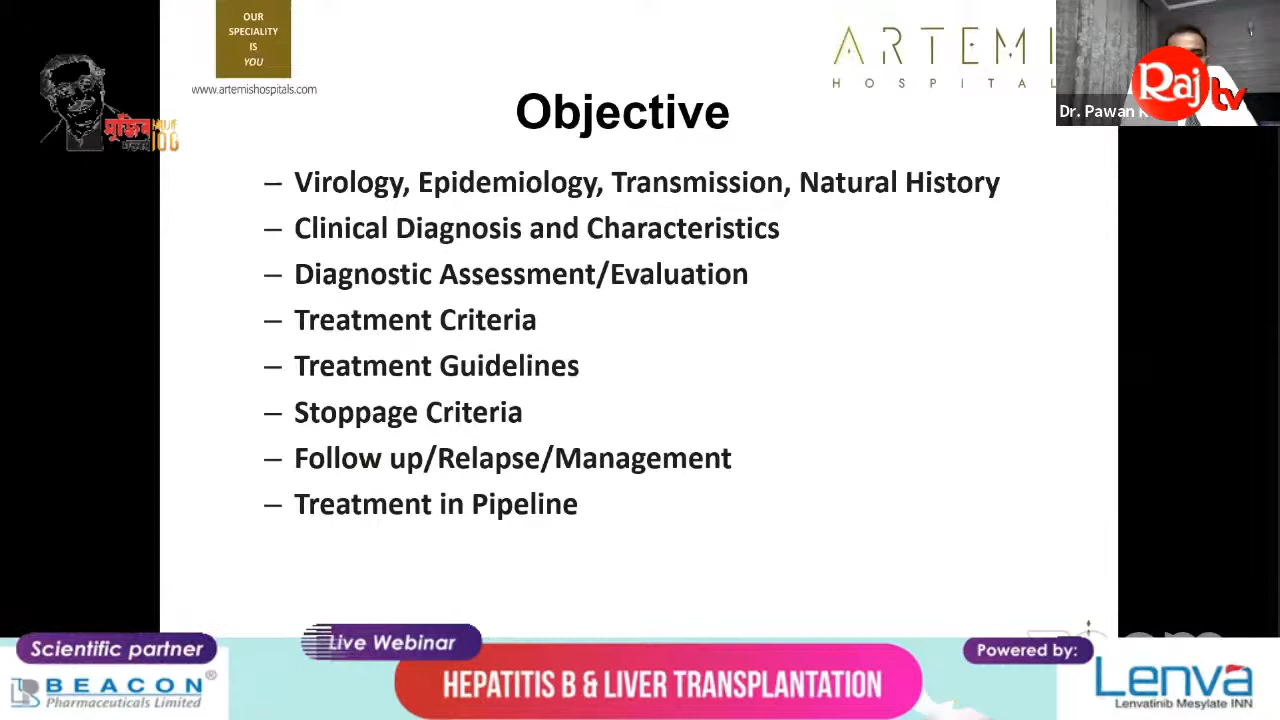 OUR
SPECIALITY
IS
YOU
www.artemishospitals.com
ARTEMI
HOSPITAL
Raj tv
Dr. Pawan
মুজিব
100
Objective
– Virology, Epidemiology, Transmission, Natural History
– Clinical Diagnosis and Characteristics
– Diagnostic Assessment/Evaluation
– Treatment Criteria
– Treatment Guidelines
– Stoppage Criteria
– Follow up/Relapse/Management
– Treatment in Pipeline
Scientific partner
BEACON®
Pharmaceuticals Limited
Live Webinar
HEPATITIS B & LIVER TRANSPLANTATION
Powered by:
Lenva
Lenvatinib Mesylate INN